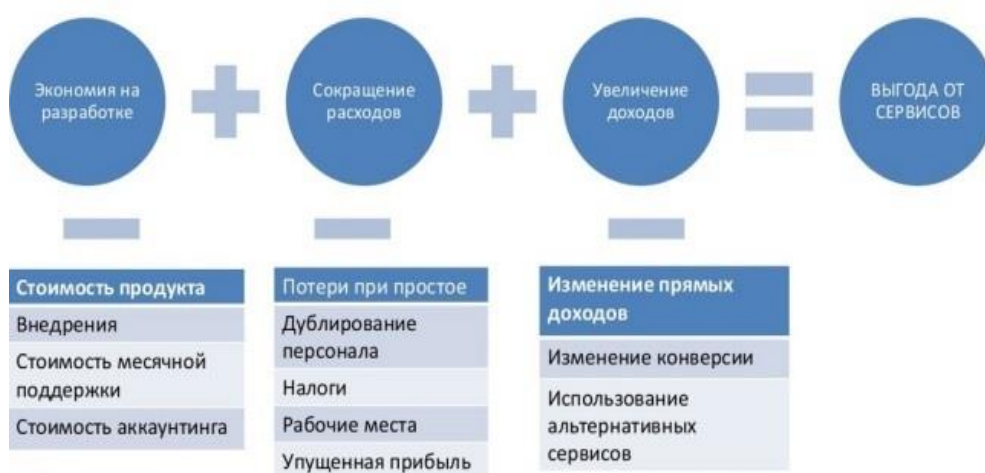 Экономия на
разработке
Сокращение
расходов
Увеличение
доходов
ВЫГОДА ОТ
СЕРВИСОВ
Стоимость продукта
Внедрения
Стоимость месячной
поддержки
Стоимость аккаунтинга
Потери при простое
Дублирование
персонала
Налоги
Рабочие места
Упущенная прибыль
Изменение прямых
доходов
Изменение конверсии
Использование
альтернативных
сервисов